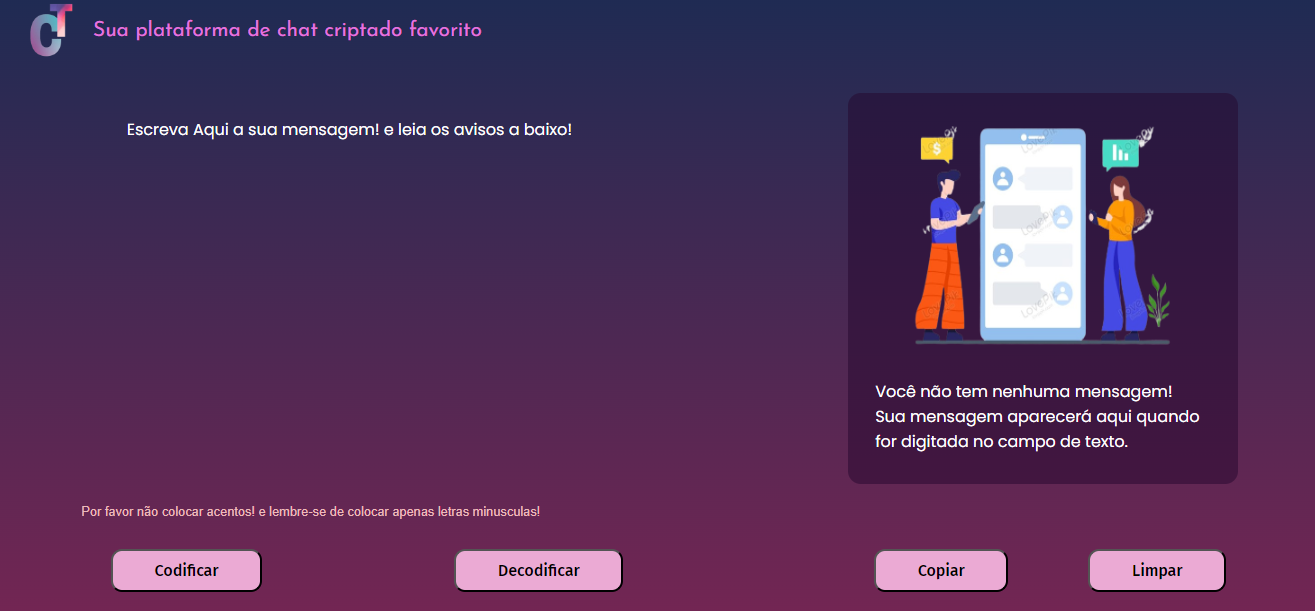 CT
Sua plataforma de chat criptado favorito
Escreva Aqui a sua mensagem! e leia os avisos a baixo!
$
Você não tem nenhuma mensagem!
Sua mensagem aparecerá aqui quando
for digitada no campo de texto.
Por favor não colocar acentos! e lembre-se de colocar apenas letras minusculas!
Codificar
Decodificar
Copiar
Limpar